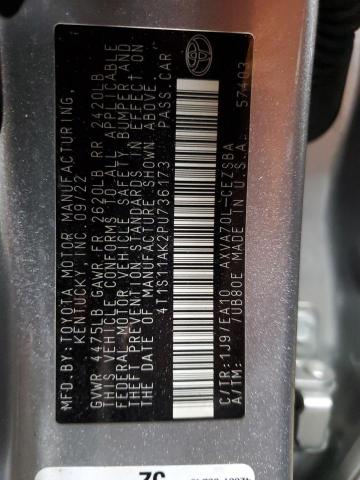 MFD.BY:TOYOTA MOTOR MANUFACTURING,
KENTUCKY, INC. 09/22
GVWR 4475LB GAWR FR 2620LB RR 2420LB
THIS VEHICLE CONFORMS TO ALL APPLICABLE
FEDERAL MOTOR VEHICLE SAFETY, BUMPER, AND
THEFT PREVENTION STANDARDS IN EFFECT ON
THE DATE OF MANUFACTURE SHOWN ABOVE.
4T1S11AK2PU736173 PASS.CAR
C/TR:1J9/EA10 AXVA70L-CEZSBA
A/TM: /UB80E MADE IN U.S.A. 57403